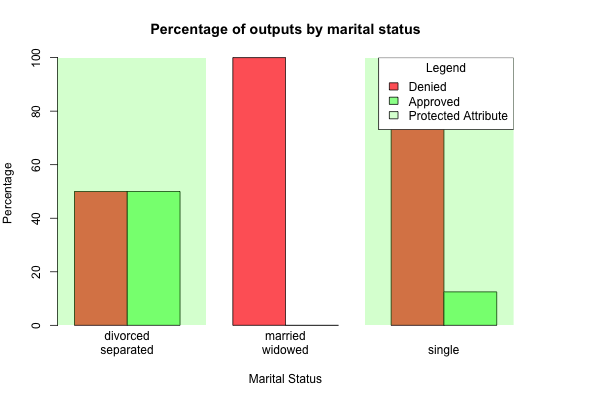 Percentage of outputs by marital status
Legend
Denied
Approved
Protected Attribute
Percentage
100
80
60
40
20
0
divorced
separated
married
widowed
single
Marital Status